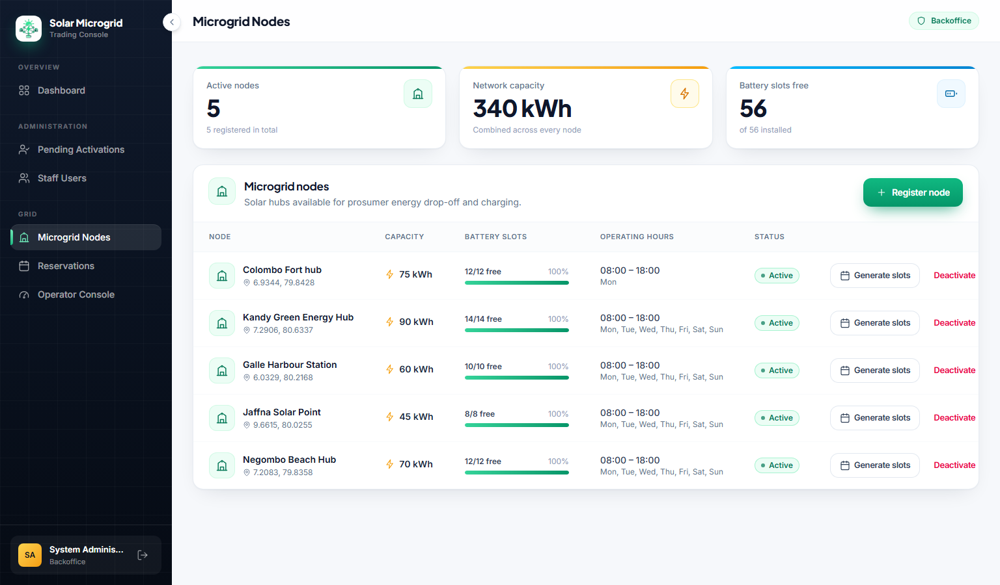 Solar Microgrid
Trading Console
OVERVIEW
Dashboard
ADMINISTRATION
Pending Activations
Staff Users
GRID
Microgrid Nodes
Reservations
Operator Console
SA
System Adminis...
Backoffice
Microgrid Nodes
Backoffice
Active nodes
5
5 registered in total
Network capacity
340 kWh
Combined across every node
Battery slots free
56
of 56 installed
Microgrid nodes
Solar hubs available for prosumer energy drop-off and charging.
Register node
NODE CAPACITY BATTERY SLOTS OPERATING HOURS STATUS
Colombo Fort hub
6.9344, 79.8428
75 kWh
12/12 free 100%
08:00 – 18:00
Mon
Active
Generate slots
Deactivate
Kandy Green Energy Hub
7.2906, 80.6337
90 kWh
14/14 free 100%
08:00 – 18:00
Mon, Tue, Wed, Thu, Fri, Sat, Sun
Active
Generate slots
Deactivate
Galle Harbour Station
6.0329, 80.2168
60 kWh
10/10 free 100%
08:00 – 18:00
Mon, Tue, Wed, Thu, Fri, Sat, Sun
Active
Generate slots
Deactivate
Jaffna Solar Point
9.6615, 80.0255
45 kWh
8/8 free 100%
08:00 – 18:00
Mon, Tue, Wed, Thu, Fri, Sat, Sun
Active
Generate slots
Deactivate
Negombo Beach Hub
7.2083, 79.8358
70 kWh
12/12 free 100%
08:00 – 18:00
Mon, Tue, Wed, Thu, Fri, Sat, Sun
Active
Generate slots
Deactivate